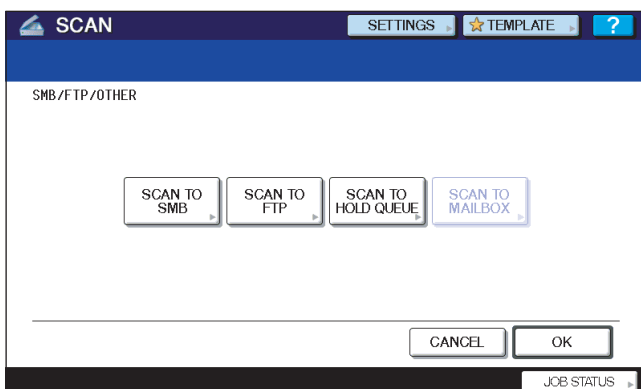 SCAN
SETTINGS
TEMPLATE
?
SMB/FTP/OTHER
SCAN TO
SMB
SCAN TO
FTP
SCAN TO
HOLD QUEUE
SCAN TO
MAILBOX
CANCEL
OK
JOB STATUS